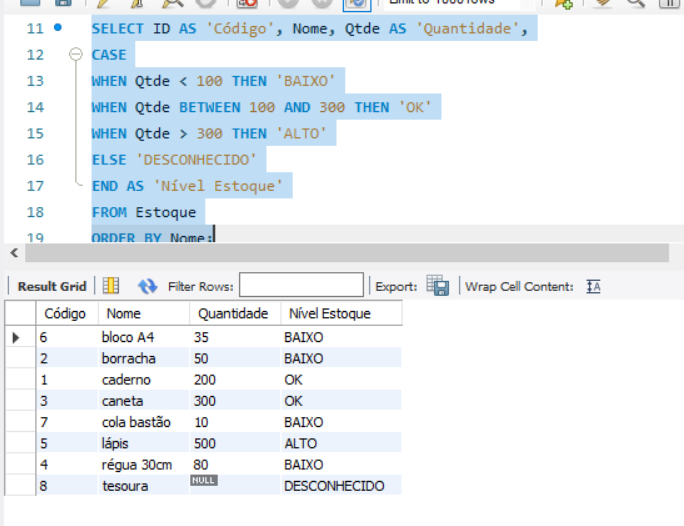 Limit to 1000 rows
11 SELECT ID AS 'Código', Nome, Qtde AS 'Quantidade',
12 CASE
13 WHEN Qtde < 100 THEN 'BAIXO'
14 WHEN Qtde BETWEEN 100 AND 300 THEN 'OK'
15 WHEN Qtde > 300 THEN 'ALTO'
16 ELSE 'DESCONHECIDO'
17 END AS 'Nível Estoque'
18 FROM Estoque
19 ORDER BY Nome;
Result Grid Filter Rows: Export: Wrap Cell Content:
Código Nome Quantidade Nível Estoque
6 bloco A4 35 BAIXO
2 borracha 50 BAIXO
1 caderno 200 OK
3 caneta 300 OK
7 cola bastão 10 BAIXO
5 lápis 500 ALTO
4 régua 30cm 80 BAIXO
8 tesoura NULL DESCONHECIDO